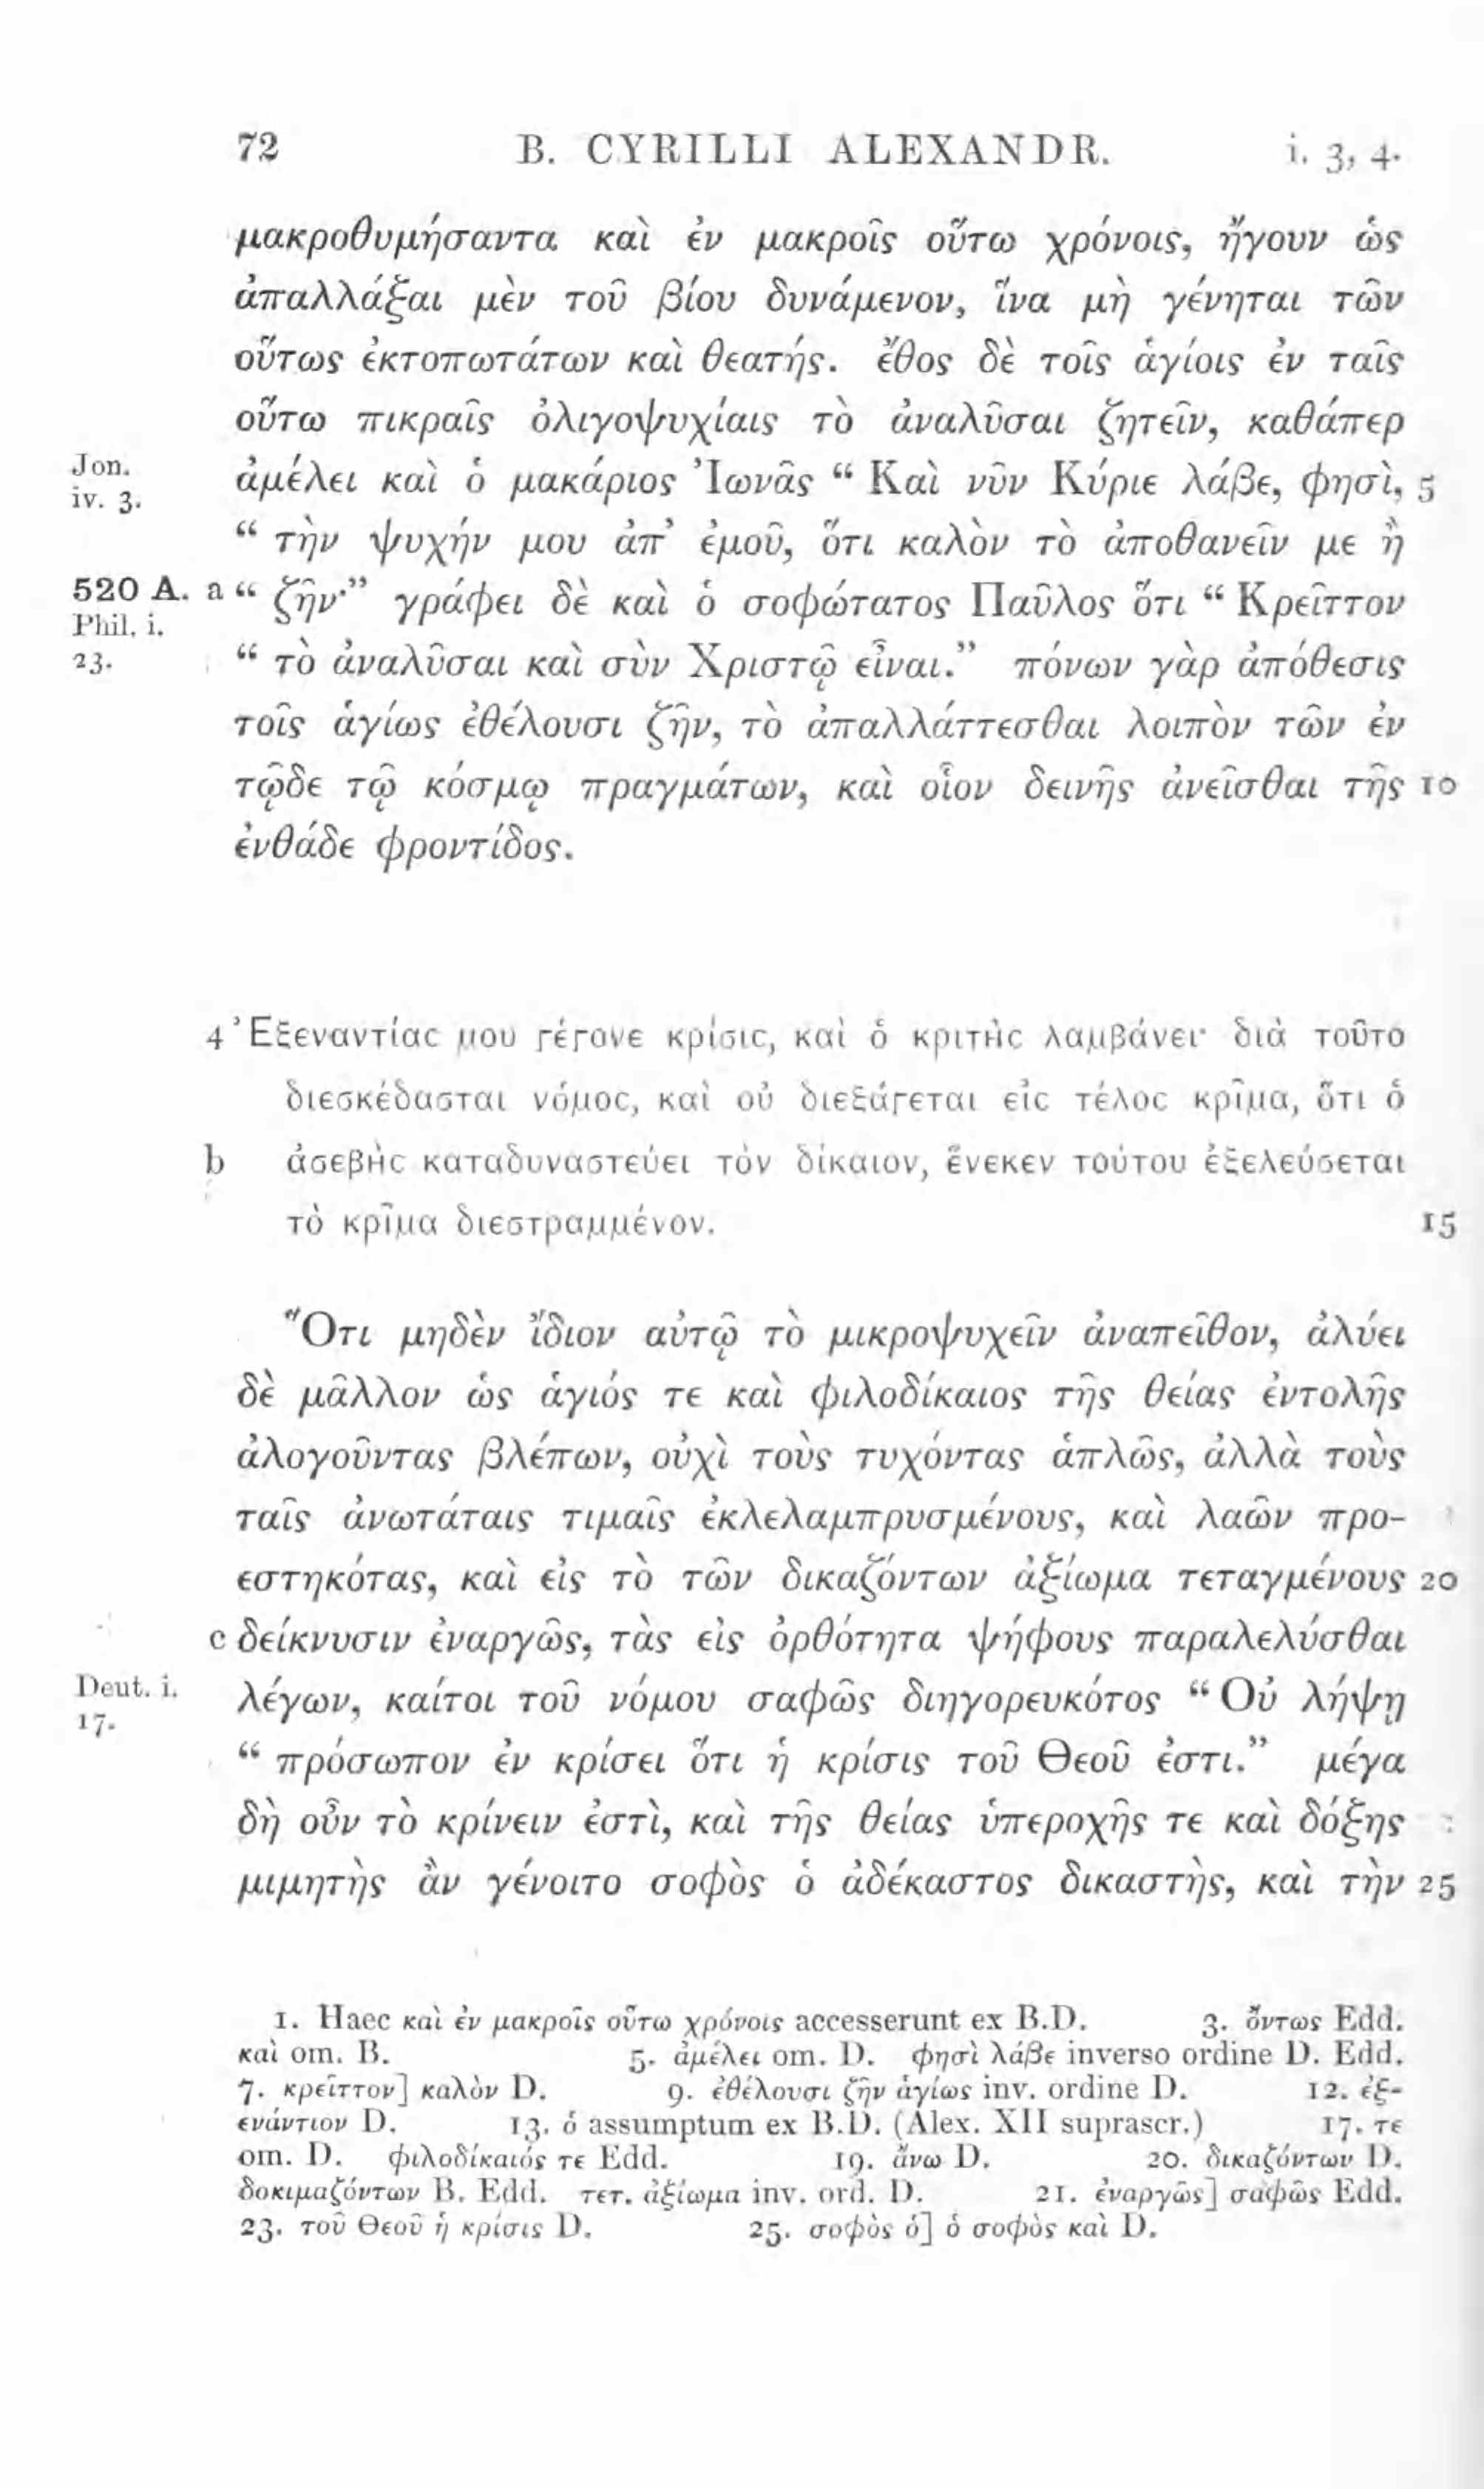 72 B. CYRILLI ALEXANDR. i. 3, 4.
μακροθυμήσαντα καὶ ἐν μακροῖς οὕτω χρόνοις, ἤγουν ὡς
ἀπαλλάξαι μὲν τοῦ βίου δυνάμενον, ἵνα μὴ γένηται τῶν
οὕτως ἐκτοπωτάτων καὶ θεατής. ἔθος δὲ τοῖς ἁγίοις ἐν ταῖς
οὕτω πικραῖς ὀλιγοψυχίαις τὸ ἀναλῦσαι ζητεῖν, καθάπερ
Jon. iv. 3. ἀμέλει καὶ ὁ μακάριος Ἰωνᾶς “ Καὶ νῦν Κύριε λάβε, φησὶ, 5
“ τὴν ψυχήν μου ἀπ’ ἐμοῦ, ὅτι καλὸν τὸ ἀποθανεῖν με ἢ
520 A. a “ ζῆν·” γράφει δὲ καὶ ὁ σοφώτατος Παῦλος ὅτι “ Κρεῖττον
Phil. i. 23. “ τὸ ἀναλῦσαι καὶ σὺν Χριστῷ εἶναι.” πόνων γὰρ ἀπόθεσις
τοῖς ἁγίως ἐθέλουσι ζῆν, τὸ ἀπαλλάττεσθαι λοιπὸν τῶν ἐν
τῷδε τῷ κόσμῳ πραγμάτων, καὶ οἷον δεινῆς ἀνεῖσθαι τῆς 10
ἐνθάδε φροντίδος.
4 Ἐξεναντίας μου γέγονε κρίσις, καὶ ὁ κριτὴς λαμβάνει· διὰ τοῦτο
διεσκέδασται νόμος, καὶ οὐ διεξάγεται εἰς τέλος κρῖμα, ὅτι ὁ
b ἀσεβὴς καταδυναστεύει τὸν δίκαιον, ἕνεκεν τούτου ἐξελεύσεται
τὸ κρῖμα διεστραμμένον. 15
Ὅτι μηδὲν ἴδιον αὐτῷ τὸ μικροψυχεῖν ἀναπεῖθον, ἀλύει
δὲ μᾶλλον ὡς ἁγιός τε καὶ φιλοδίκαιος τῆς θείας ἐντολῆς
ἀλογοῦντας βλέπων, οὐχὶ τοὺς τυχόντας ἁπλῶς, ἀλλὰ τοὺς
ταῖς ἀνωτάταις τιμαῖς ἐκλελαμπρυσμένους, καὶ λαῶν προ-
εστηκότας, καὶ εἰς τὸ τῶν δικαζόντων ἀξίωμα τεταγμένους 20
c δείκνυσιν ἐναργῶς, τὰς εἰς ὀρθότητα ψήφους παραλελύσθαι
Deut. i. 17. λέγων, καίτοι τοῦ νόμου σαφῶς διηγορευκότος “ Οὐ λήψῃ
“ πρόσωπον ἐν κρίσει ὅτι ἡ κρίσις τοῦ Θεοῦ ἐστι.” μέγα
δὴ οὖν τὸ κρίνειν ἐστὶ, καὶ τῆς θείας ὑπεροχῆς τε καὶ δόξης
μιμητὴς ἂν γένοιτο σοφὸς ὁ ἀδέκαστος δικαστὴς, καὶ τὴν 25
1. Haec καὶ ἐν μακροῖς οὕτω χρόνοις accesserunt ex B.D. 3. ὄντως Edd.
καὶ om. B. 5. ἀμέλει om. D. φησὶ λάβε inverso ordine D. Edd.
7. κρεῖττον] καλὸν D. 9. ἐθέλουσι ζῆν ἁγίως inv. ordine D. 12. ἐξ-
ενάντιον D. 13. ὁ assumptum ex B.D. (Alex. XII suprascr.) 17. τε
om. D. φιλοδίκαιός τε Edd. 19. ἄνω D. 20. δικαζόντων D.
δοκιμαζόντων B. Edd. τετ. ἀξίωμα inv. ord. D. 21. ἐναργῶς] σαφῶς Edd.
23. τοῦ Θεοῦ ἡ κρίσις D. 25. σοφὸς ὁ] ὁ σοφὸς καὶ D.